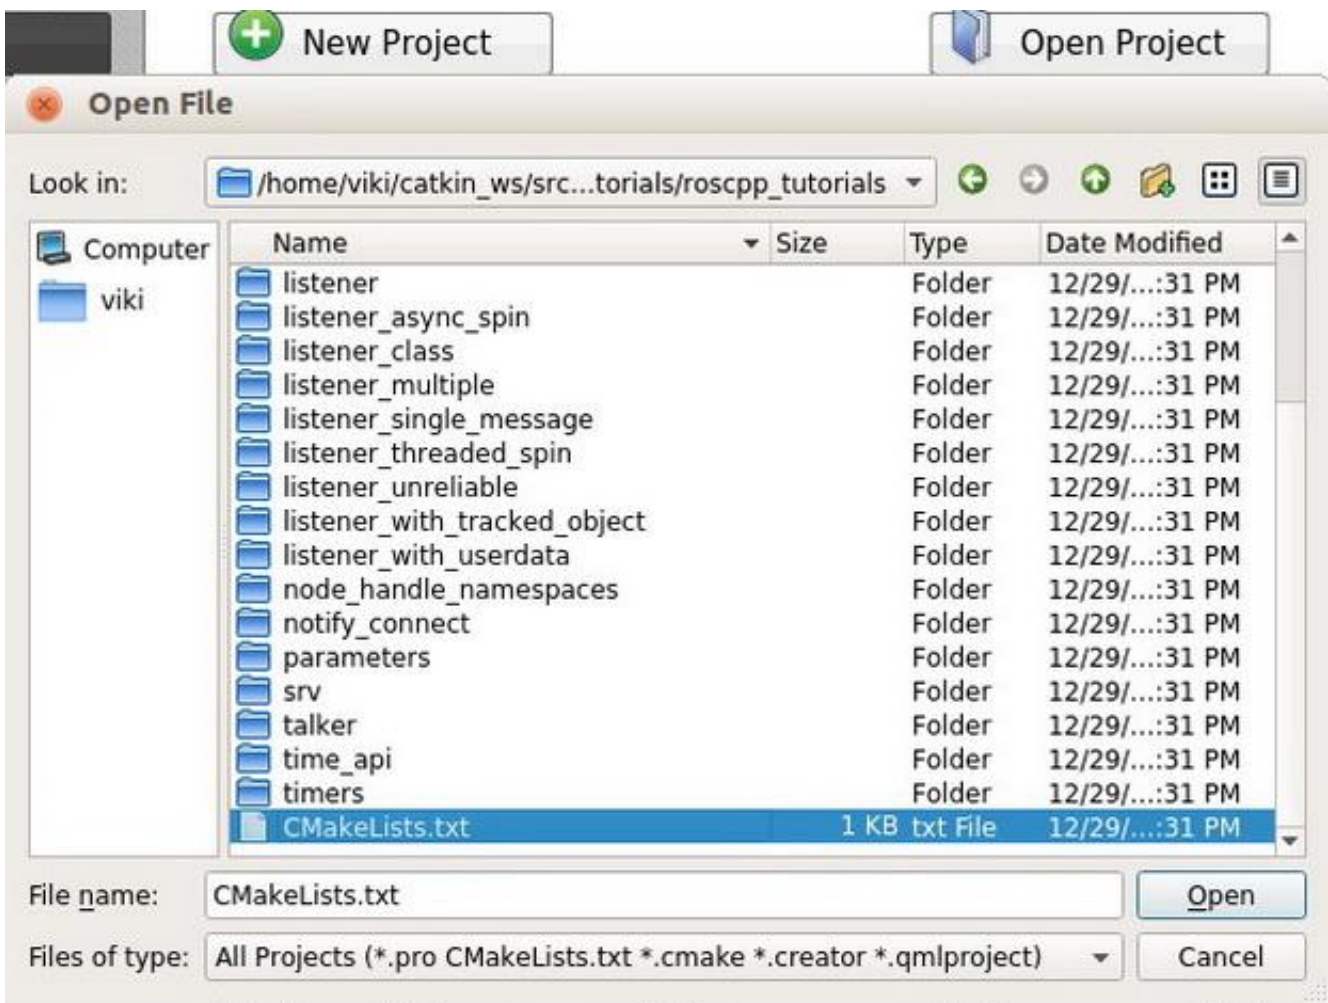 New Project
Open Project
Open File
Look in: /home/viki/catkin_ws/src...torials/roscpp_tutorials
Computer
viki
Name Size Type Date Modified
listener Folder 12/29/...:31 PM
listener_async_spin Folder 12/29/...:31 PM
listener_class Folder 12/29/...:31 PM
listener_multiple Folder 12/29/...:31 PM
listener_single_message Folder 12/29/...:31 PM
listener_threaded_spin Folder 12/29/...:31 PM
listener_unreliable Folder 12/29/...:31 PM
listener_with_tracked_object Folder 12/29/...:31 PM
listener_with_userdata Folder 12/29/...:31 PM
node_handle_namespaces Folder 12/29/...:31 PM
notify_connect Folder 12/29/...:31 PM
parameters Folder 12/29/...:31 PM
srv Folder 12/29/...:31 PM
talker Folder 12/29/...:31 PM
time_api Folder 12/29/...:31 PM
timers Folder 12/29/...:31 PM
CMakeLists.txt 1 KB txt File 12/29/...:31 PM
File name: CMakeLists.txt Open
Files of type: All Projects (*.pro CMakeLists.txt *.cmake *.creator *.qmlproject) Cancel